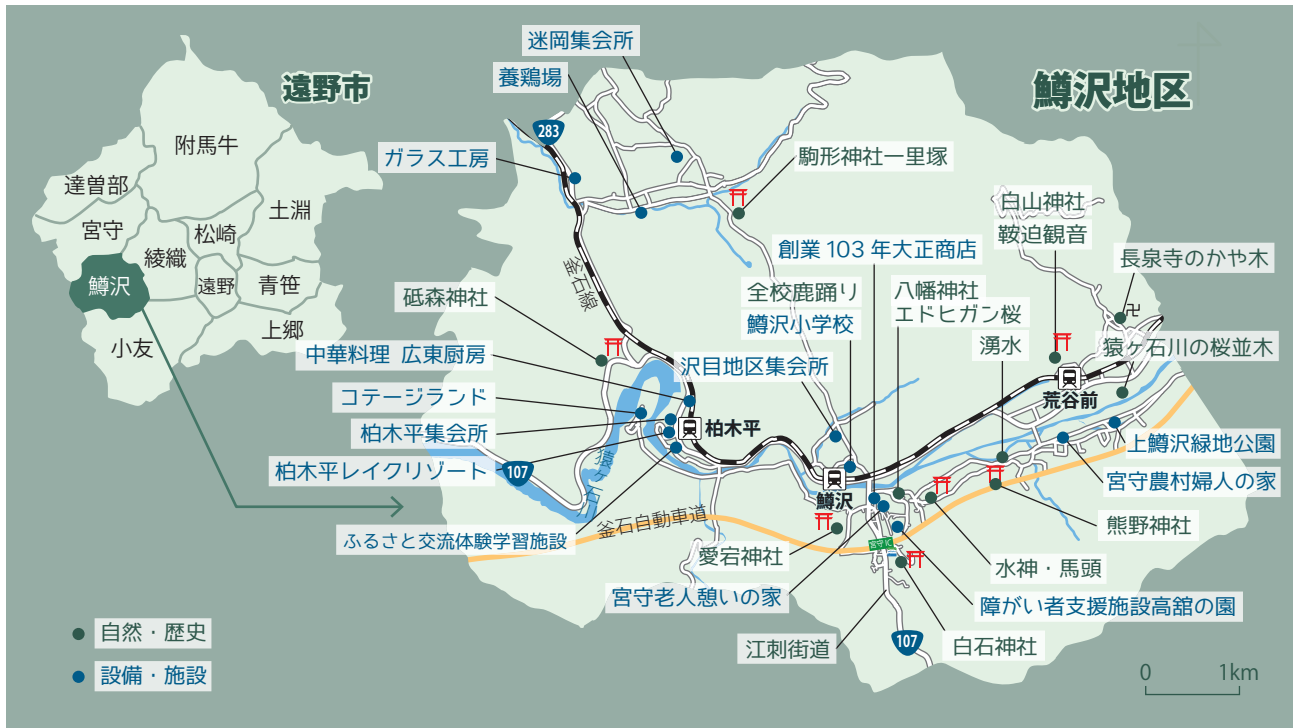 遠野市
附馬牛
達曽部
土淵
宮守
松崎
綾織
鱒沢
遠野
青笹
上郷
小友
鱒沢地区
迷岡集会所
養鶏場
283
ガラス工房
駒形神社一里塚
白山神社
鞍迫観音
創業 103 年大正商店
長泉寺のかや木
釜石線
砥森神社
全校鹿踊り
鱒沢小学校
八幡神社
エドヒガン桜
湧水
猿ヶ石川の桜並木
中華料理 広東厨房
沢目地区集会所
荒谷前
コテージランド
柏木平集会所
柏木平
柏木平レイクリゾート
107
猿ヶ石川
上鱒沢緑地公園
宮守農村婦人の家
鱒沢
釜石自動車道
ふるさと交流体験学習施設
熊野神社
宮守IC
愛宕神社
水神・馬頭
宮守老人憩いの家
障がい者支援施設高舘の園
江刺街道
107
白石神社
自然・歴史
設備・施設
0 1km